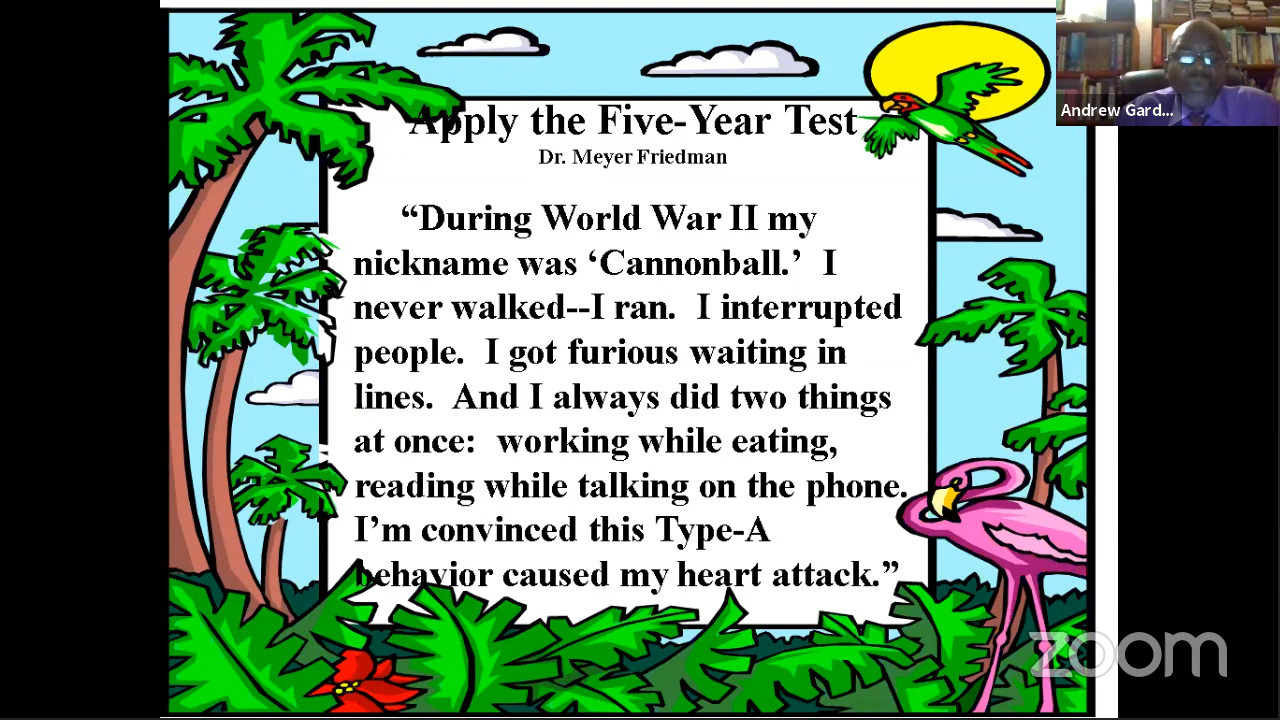 Apply the Five-Year Test
Dr. Meyer Friedman
“During World War II my
nickname was ‘Cannonball.’  I
never walked--I ran.  I interrupted
people.  I got furious waiting in
lines.  And I always did two things
at once:  working while eating,
reading while talking on the phone.
I’m convinced this Type-A
behavior caused my heart attack.”
Andrew Gard...
zoom